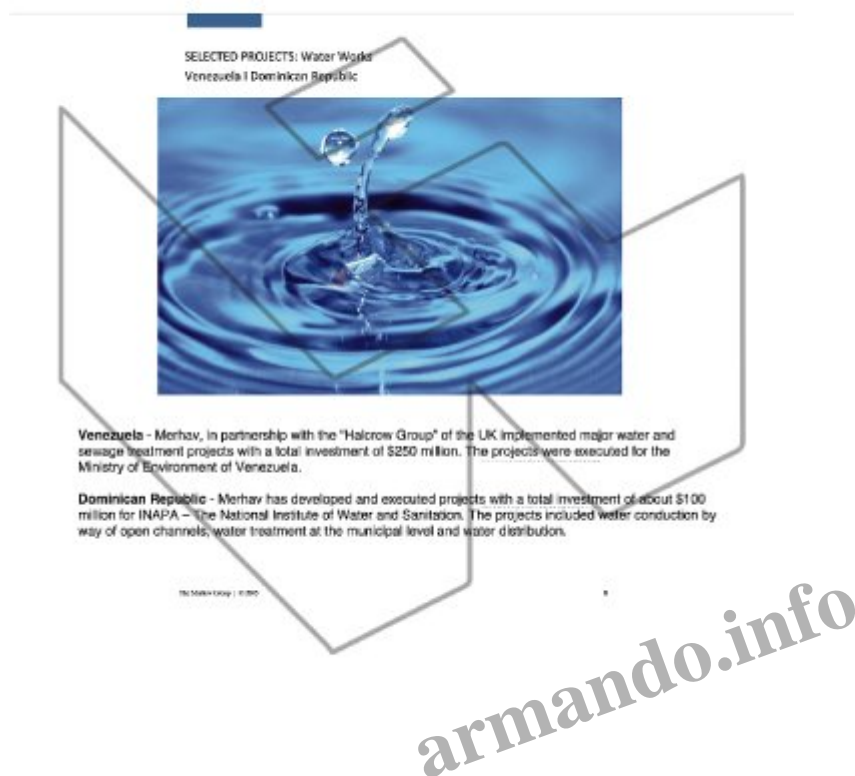 SELECTED PROJECTS: Water Works
Venezuela I Dominican Republic
Venezuela - Merhav, in partnership with the "Halcrow Group" of the UK implemented major water and
sewage treatment projects with a total investment of $250 million. The projects were executed for the
Ministry of Environment of Venezuela.
Dominican Republic - Merhav has developed and executed projects with a total investment of about $100
million for INAPA – The National Institute of Water and Sanitation. The projects included water conduction by
way of open channels, water treatment at the municipal level and water distribution.
armando.info